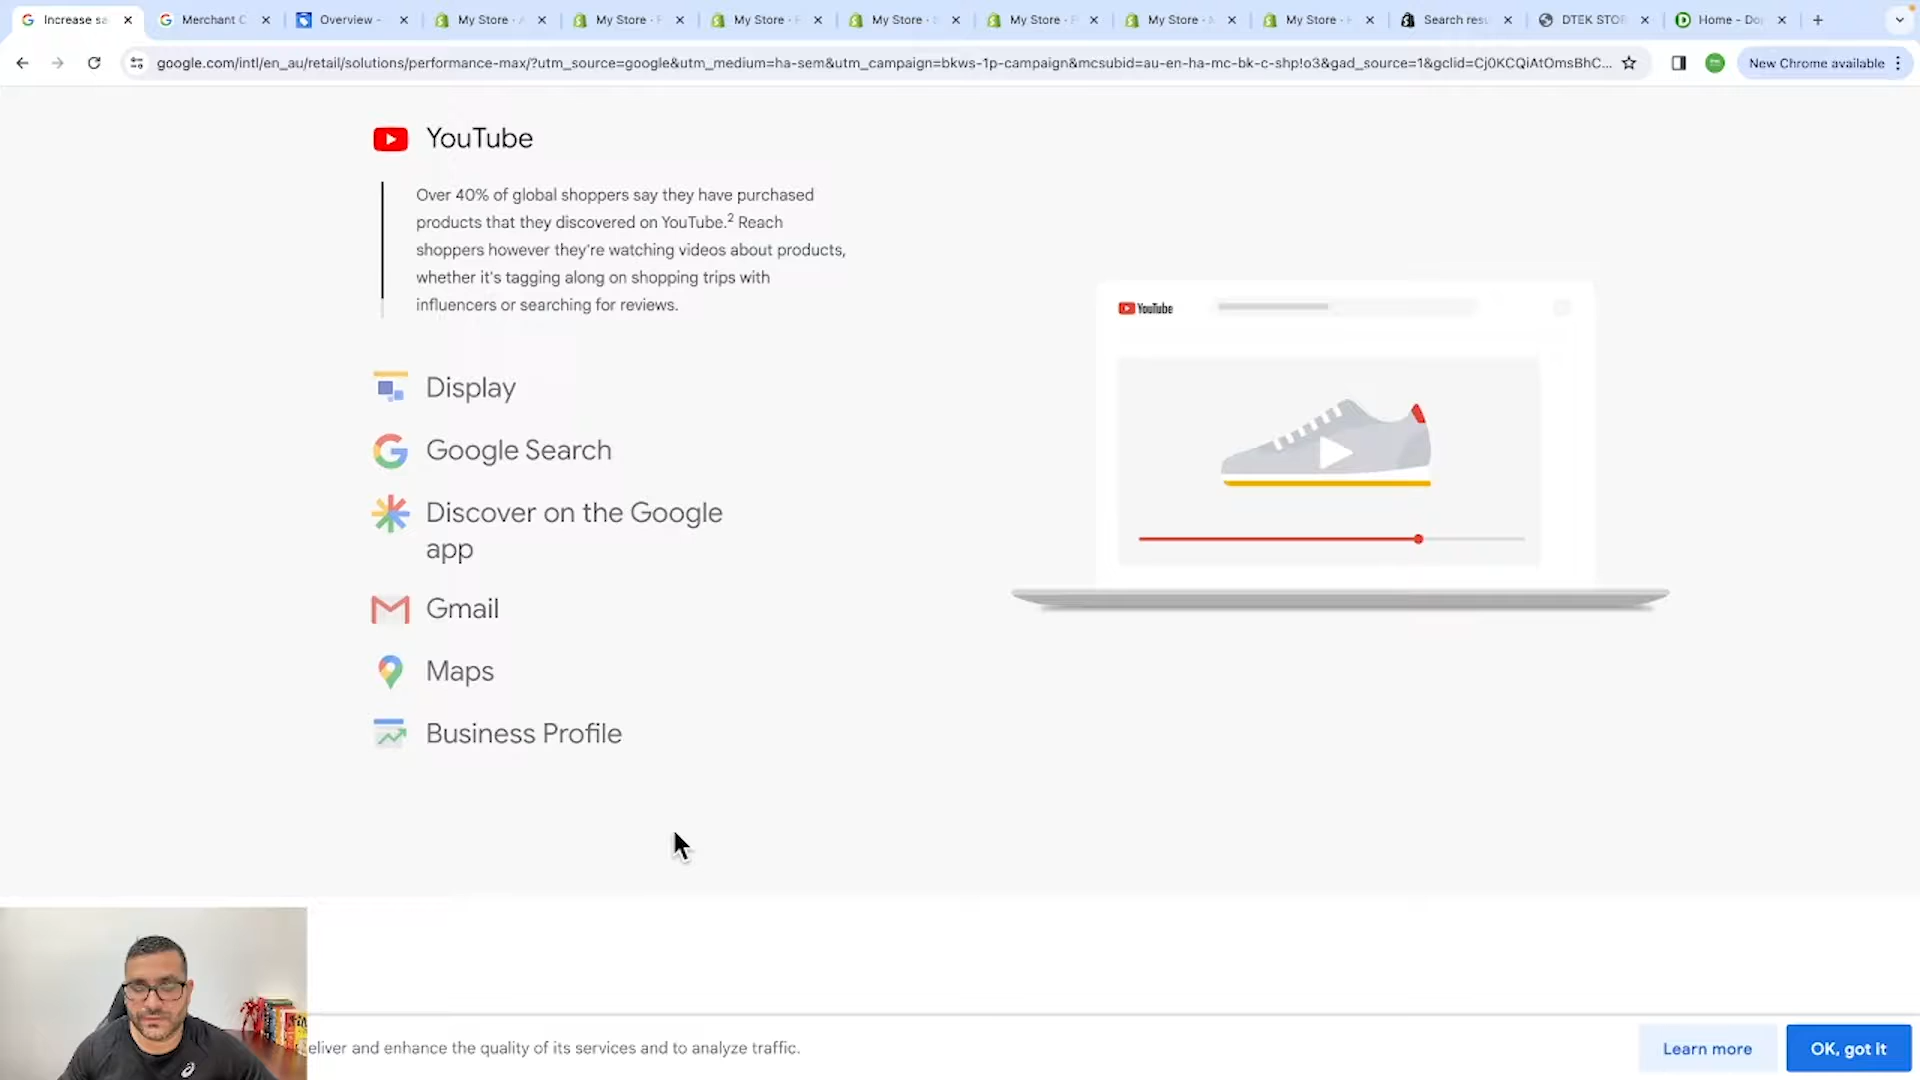 Increase sa
Merchant C
Overview -
My Store ·
My Store ·
My Store ·
My Store ·
My Store ·
My Store ·
My Store ·
Search resu
DTEK STOR
Home - Do
google.com/intl/en_au/retail/solutions/performance-max/?utm_source=google&utm_medium=ha-sem&utm_campaign=bkws-1p-campaign&mcsubid=au-en-ha-mc-bk-c-shp!o3&gad_source=1&gclid=Cj0KCQiAtOmsBhC...
New Chrome available
YouTube
Over 40% of global shoppers say they have purchased
products that they discovered on YouTube.2 Reach
shoppers however they're watching videos about products,
whether it's tagging along on shopping trips with
influencers or searching for reviews.
YouTube
Display
Google Search
Discover on the Google
app
Gmail
Maps
Business Profile
eliver and enhance the quality of its services and to analyze traffic.
Learn more
OK, got it